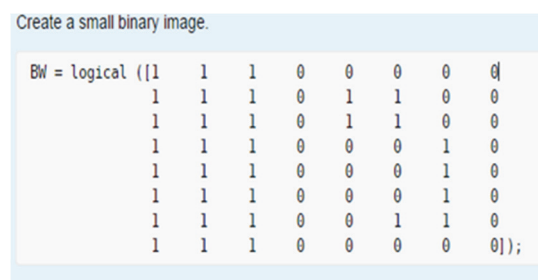 Create a small binary image.
BW = logical ([1 1 1 0 0 0 0 0
1 1 1 0 1 1 0 0
1 1 1 0 1 1 0 0
1 1 1 0 0 0 1 0
1 1 1 0 0 0 1 0
1 1 1 0 0 0 1 0
1 1 1 0 0 1 1 0
1 1 1 0 0 0 0 0]);